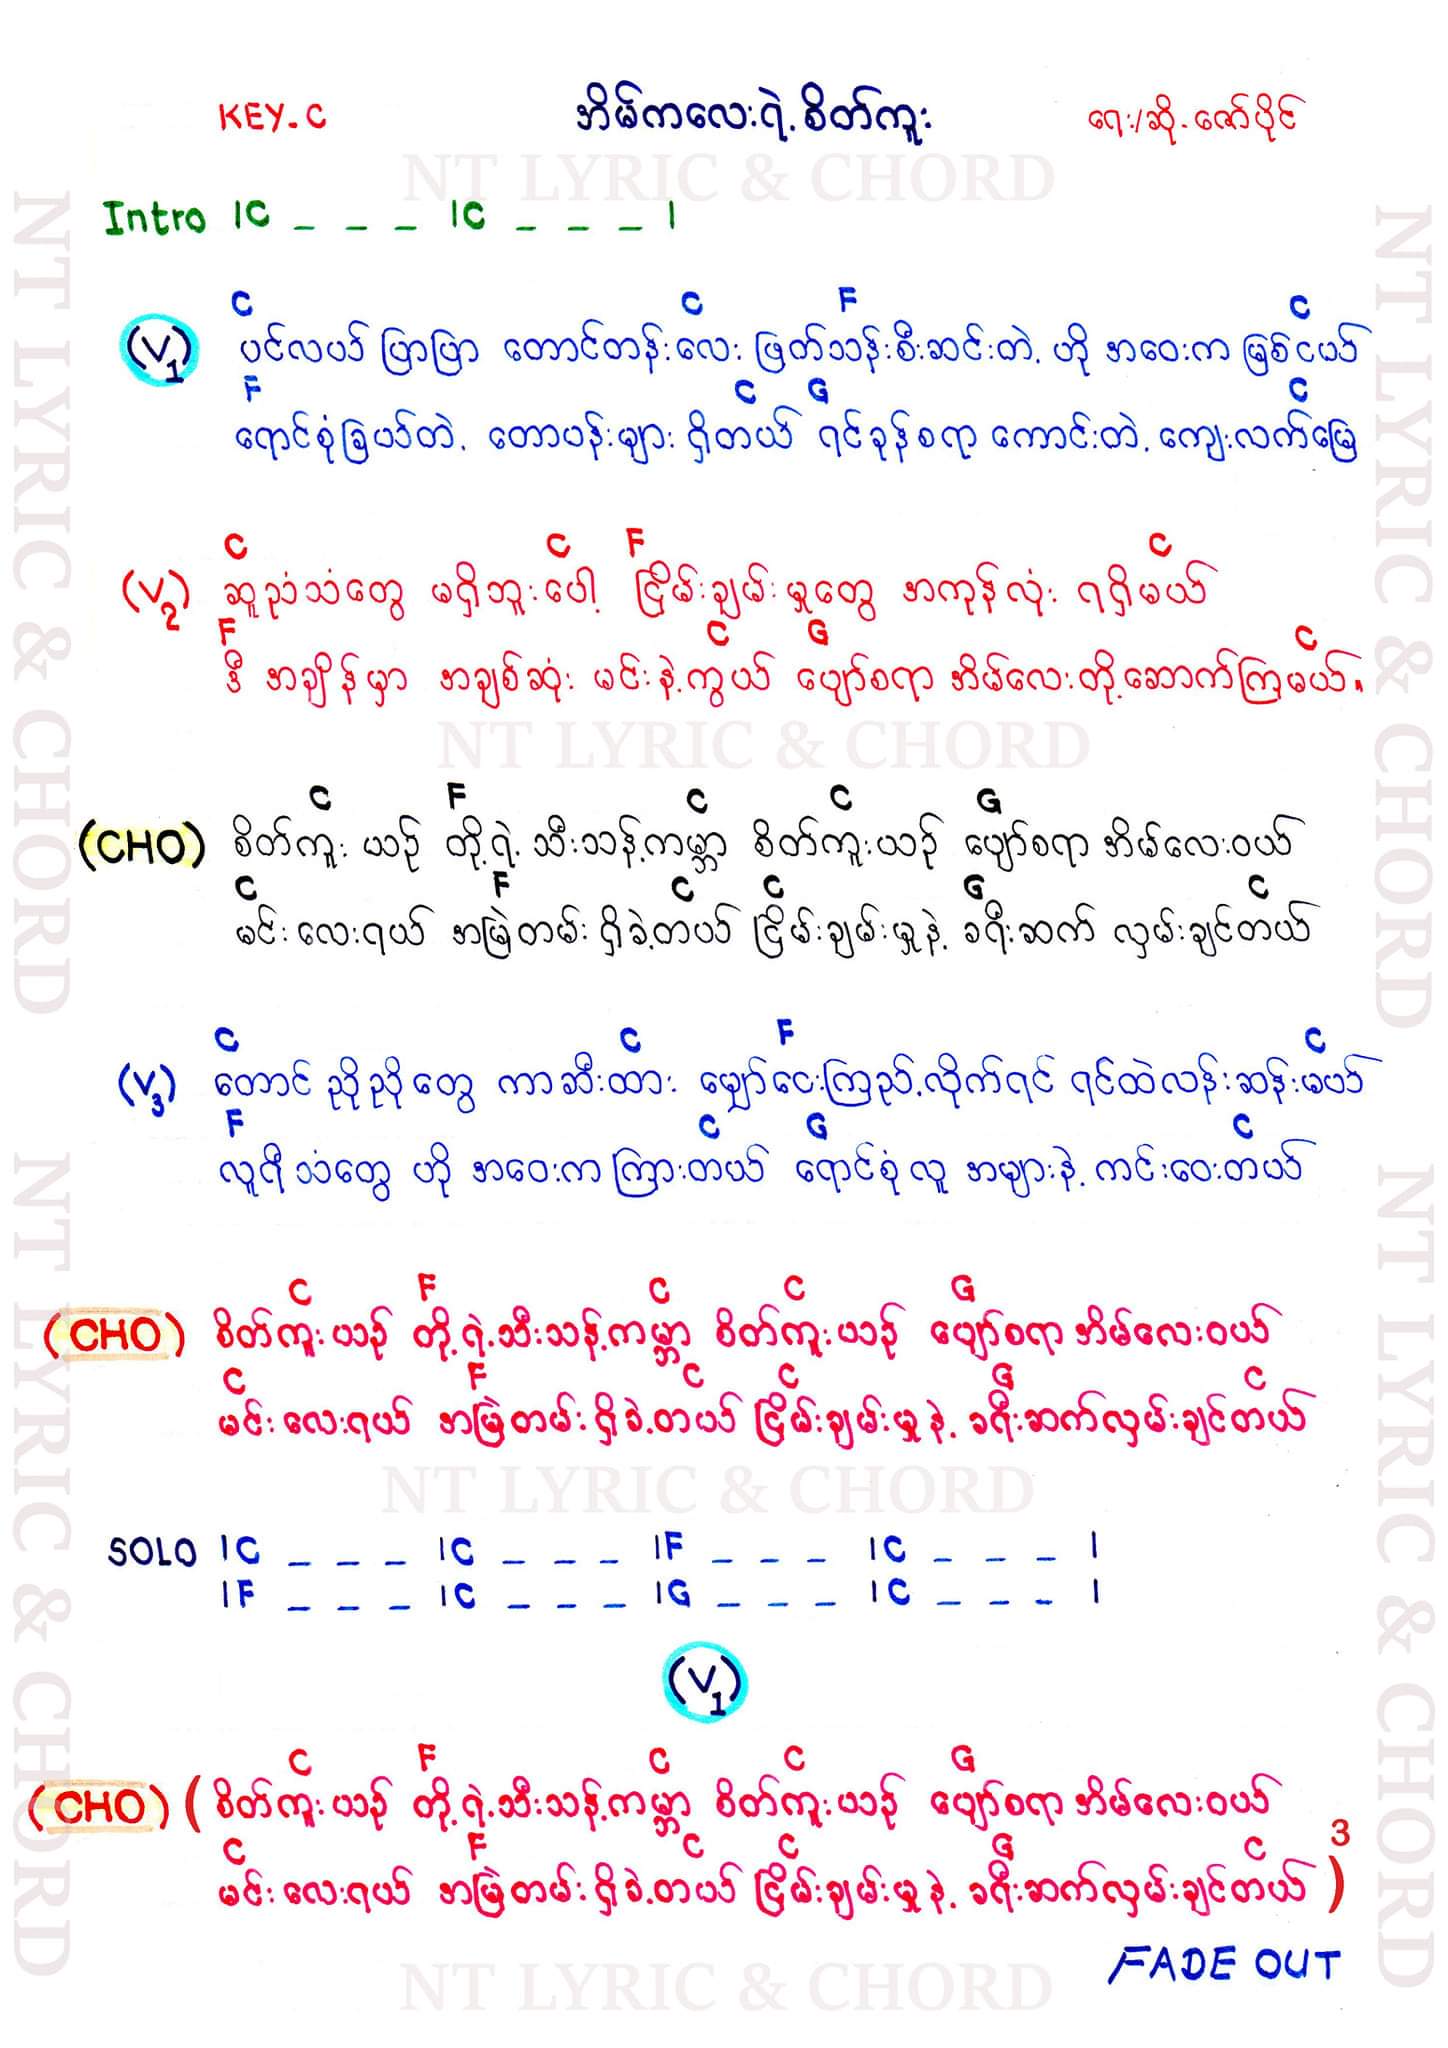 KEY-C အိမ်ကလေးရဲ့စိတ်ကူး ရေး/ဆို-ဇော်ပိုင်
NT LYRIC & CHORD
Intro |C _ _ _ |C _ _ _ |
C C F C
(V1) ပင်လယ် ပြာပြာ တောင်တန်းလေး ဖြတ်သန်းစီးဆင်းတဲ့ ဟို အဝေးက မြစ်ငယ်
F C G C
ရောင်စုံခြယ်တဲ့ တောပန်းများ ရှိတယ် ရင်ခုန်စရာ ကောင်းတဲ့ ကျေးလက်မြေ
C C F C
(V2) ဆူညံသံတွေ မရှိဘူးပေါ့ ငြိမ်းချမ်းမှုတွေ အကုန်လုံး ရရှိမယ်
F C G C
ဒီ အချိန်မှာ အချစ်ဆုံး မင်းနဲ့ကွယ် ပျော်စရာ အိမ်လေးတို့ဆောက်ကြမယ်။
NT LYRIC & CHORD
C F C C G
(CHO) စိတ်ကူး ယဉ် တို့ရဲ့ သီးသန့်ကမ္ဘာ စိတ်ကူးယဉ် ပျော်စရာ အိမ်လေးဝယ်
C F C C G C
မင်းလေးရယ် အမြဲတမ်းရှိခဲ့တယ် ငြိမ်းချမ်းမှုနဲ့ ခရီးဆက် လှမ်းချင်တယ်
C C F C
(V3) တောင် ညိုညိုတွေ ကာဆီးထား မျှော်ငေးကြည့်လိုက်ရင် ရင်ထဲလန်းဆန်းမယ်
F C G C
လူရီသံတွေ ဟို အဝေးကကြားတယ် ရောင်စုံလူ အများနဲ့ ကင်းဝေးတယ်
C F C C G
(CHO) စိတ်ကူးယဉ် တို့ရဲ့သီးသန့်ကမ္ဘာ စိတ်ကူးယဉ် ပျော်စရာအိမ်လေးဝယ်
C F C C G C
မင်းလေးရယ် အမြဲတမ်းရှိခဲ့တယ် ငြိမ်းချမ်းမှုနဲ့ ခရီးဆက်လှမ်းချင်တယ်
NT LYRIC & CHORD
SOLO |C _ _ _ |C _ _ _ |F _ _ _ |C _ _ _ |
|F _ _ _ |C _ _ _ |G _ _ _ |C _ _ _ |
(V1)
C F C C G
(CHO) (စိတ်ကူးယဉ် တို့ရဲ့သီးသန့်ကမ္ဘာ စိတ်ကူးယဉ် ပျော်စရာအိမ်လေးဝယ်
C F C C G C
မင်းလေးရယ် အမြဲတမ်းရှိခဲ့တယ် ငြိမ်းချမ်းမှုနဲ့ ခရီးဆက်လှမ်းချင်တယ် )3
FADE OUT
NT LYRIC & CHORD
NT LYRIC & CHORD
NT LYRIC & CHORD
NT LYRIC & CHORD
NT LYRIC & CHORD